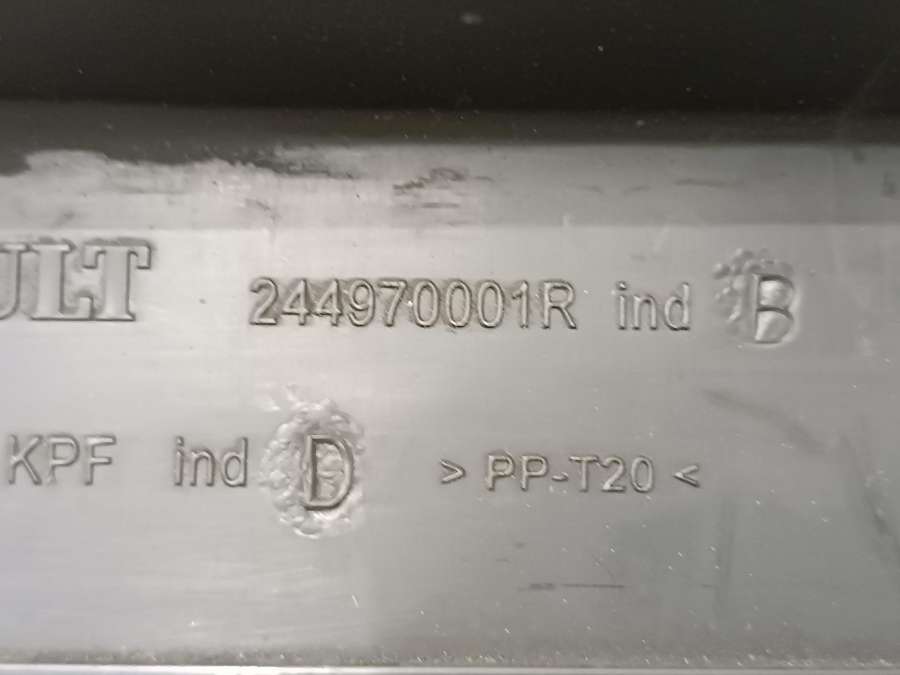 ULT 244970001R ind B
KPF ind D > PP-T20 <